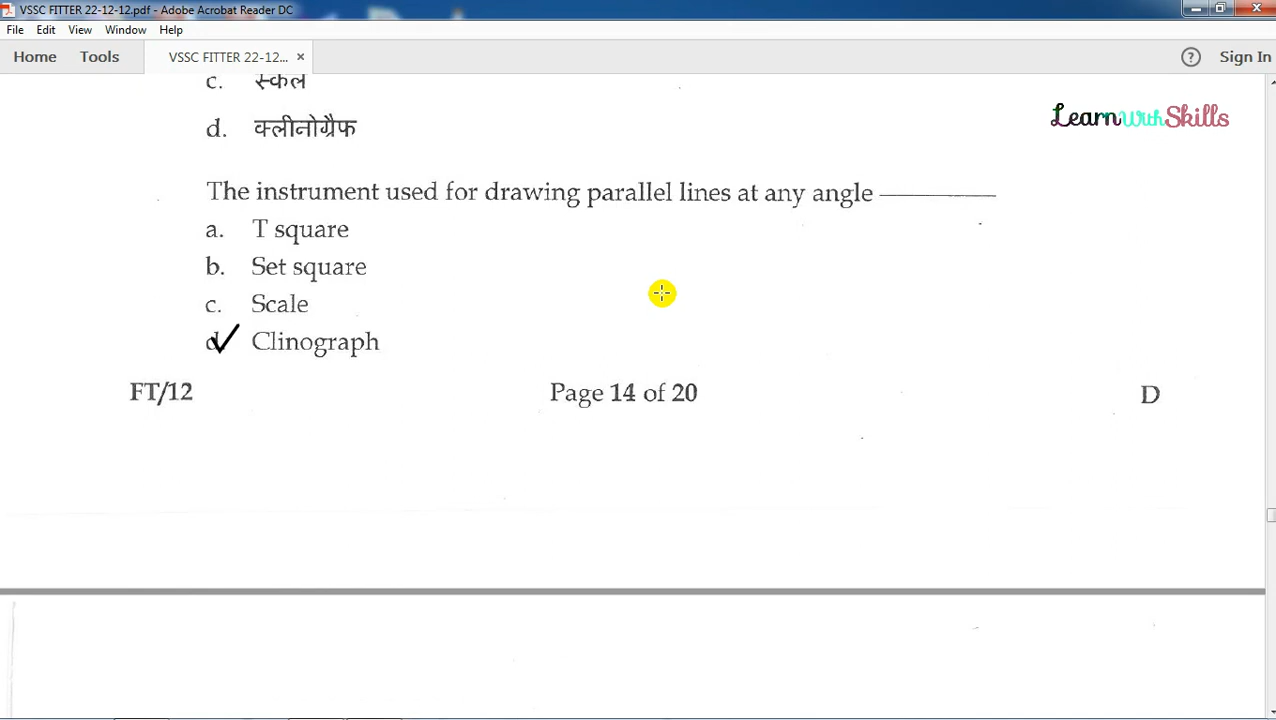 VSSC FITTER 22-12-12.pdf - Adobe Acrobat Reader DC
File Edit View Window Help
Home Tools VSSC FITTER 22-12... × ? Sign In
c. स्केल
d. क्लीनोग्रैफ
LearnWithSkills
The instrument used for drawing parallel lines at any angle
a. T square
b. Set square
c. Scale
d. Clinograph
FT/12 Page 14 of 20 D